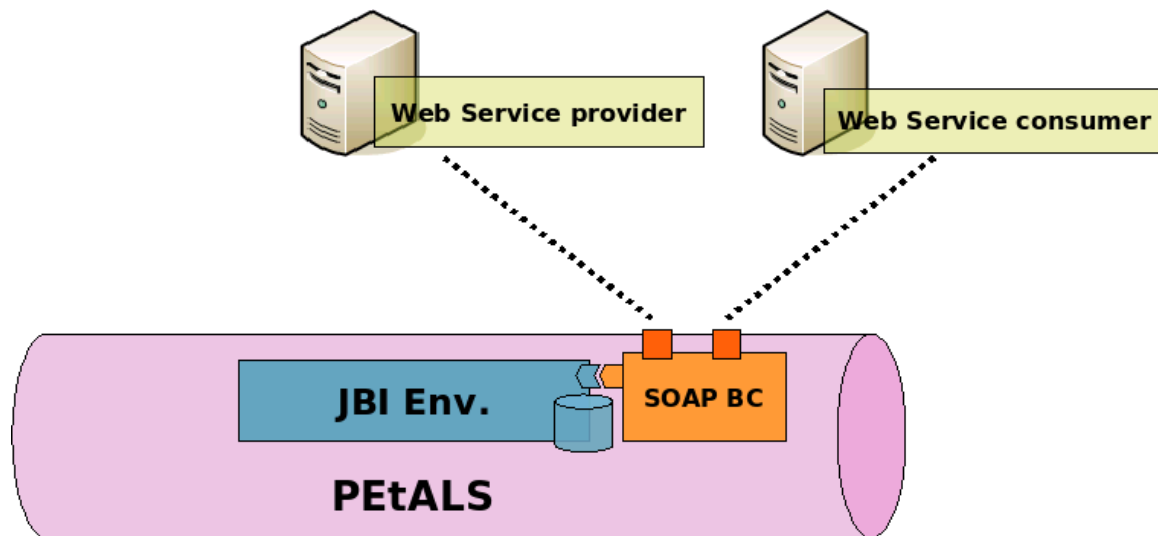 Web Service provider
Web Service consumer
JBI Env.
SOAP BC
PEtALS